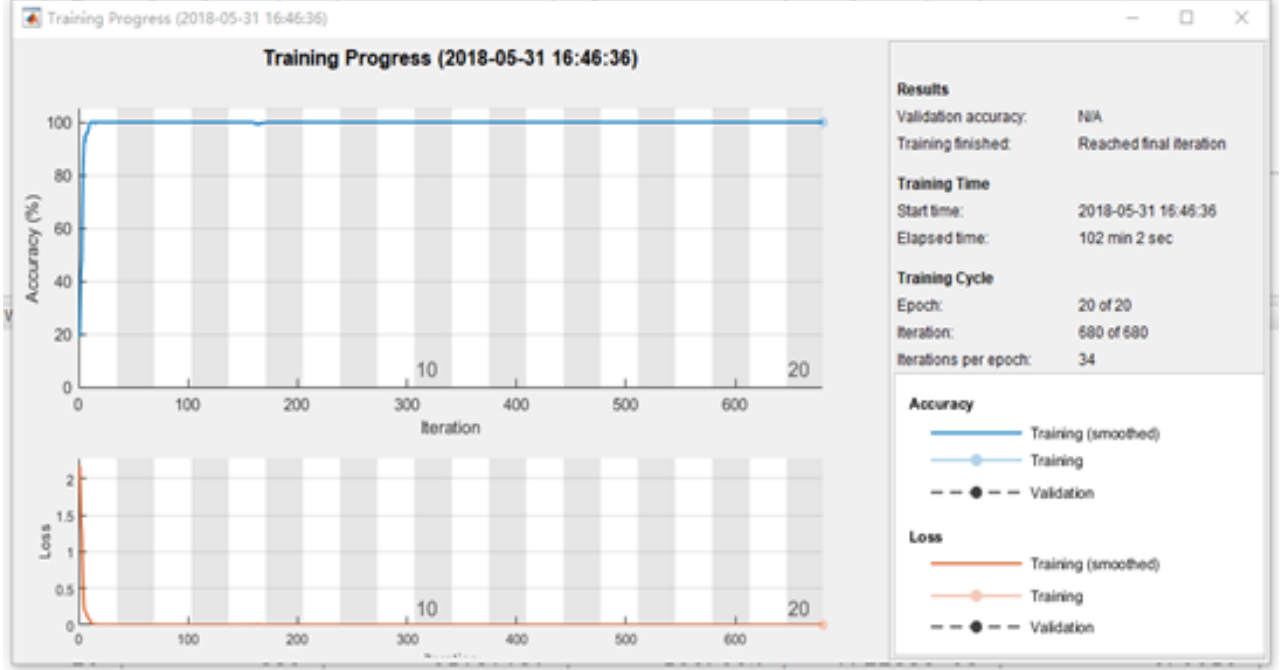 Training Progress (2018-05-31 16:46:36)
Training Progress (2018-05-31 16:46:36)
100
80
60
40
20
0
Accuracy (%)
10
20
0 100 200 300 400 500 600
Iteration
2
1.5
1
0.5
0
Loss
10
20
0 100 200 300 400 500 600
Results
Validation accuracy: N/A
Training finished: Reached final iteration
Training Time
Start time: 2018-05-31 16:46:36
Elapsed time: 102 min 2 sec
Training Cycle
Epoch: 20 of 20
Iteration: 680 of 680
Iterations per epoch: 34
Accuracy
Training (smoothed)
Training
Validation
Loss
Training (smoothed)
Training
Validation